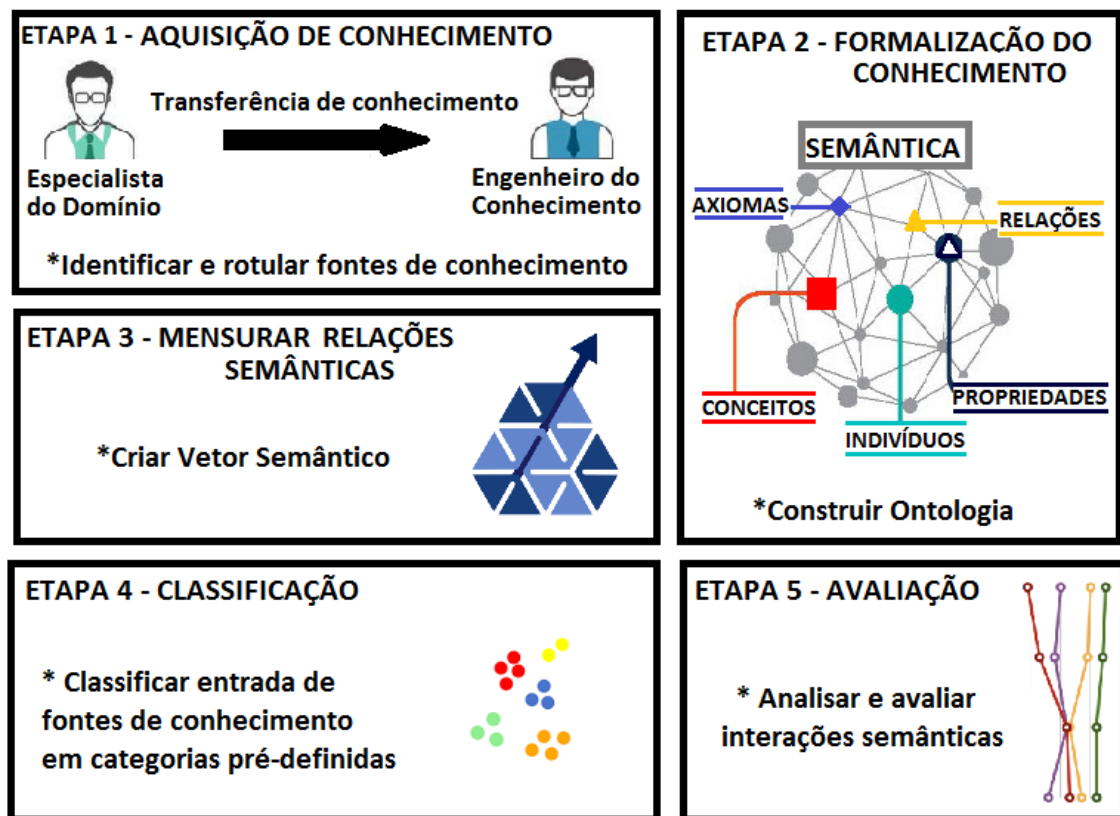 ETAPA 1 - AQUISIÇÃO DE CONHECIMENTO
Transferência de conhecimento
Especialista
do Domínio
Engenheiro do
Conhecimento
*Identificar e rotular fontes de conhecimento
ETAPA 2 - FORMALIZAÇÃO DO
CONHECIMENTO
SEMÂNTICA
AXIOMAS
RELAÇÕES
CONCEITOS
PROPRIEDADES
INDIVÍDUOS
*Construir Ontologia
ETAPA 3 - MENSURAR RELAÇÕES
SEMÂNTICAS
*Criar Vetor Semântico
ETAPA 4 - CLASSIFICAÇÃO
* Classificar entrada de
fontes de conhecimento
em categorias pré-definidas
ETAPA 5 - AVALIAÇÃO
* Analisar e avaliar
interações semânticas